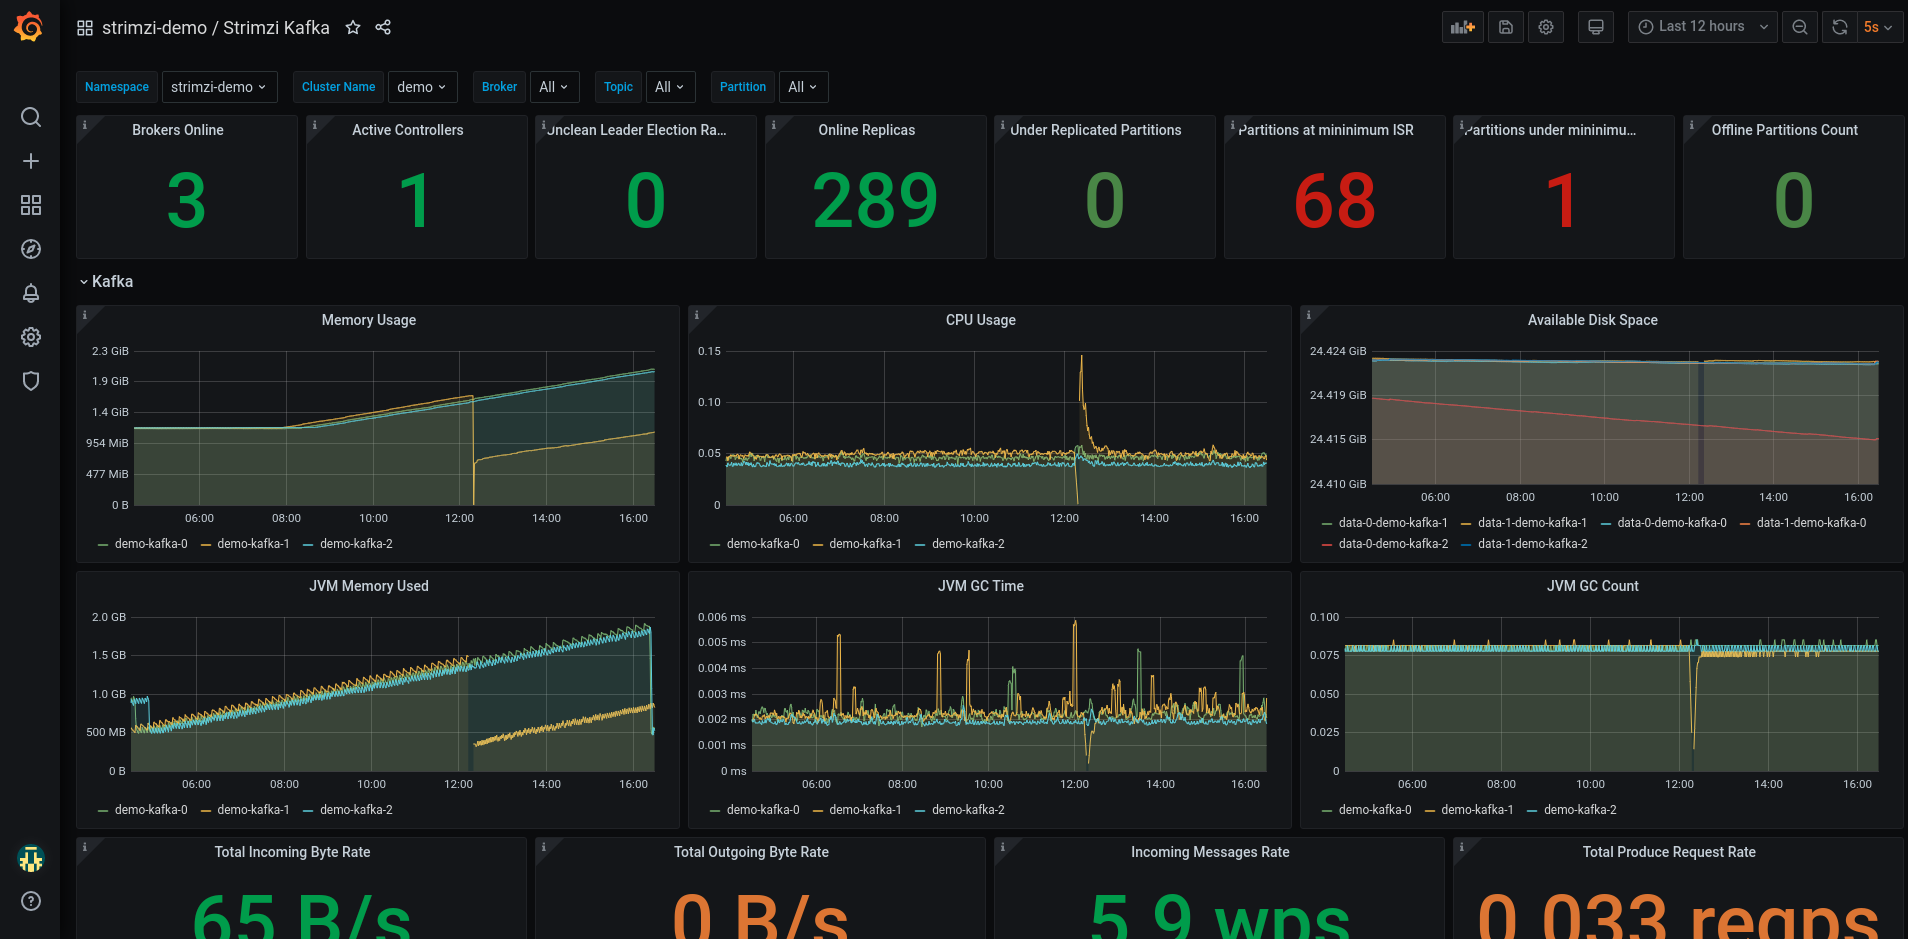 strimzi-demo / Strimzi Kafka
Last 12 hours
5s
Namespace strimzi-demo Cluster Name demo Broker All Topic All Partition All
Brokers Online
3
Active Controllers
1
Unclean Leader Election Ra...
0
Online Replicas
289
Under Replicated Partitions
0
Partitions at mininimum ISR
68
Partitions under mininimu...
1
Offline Partitions Count
0
Kafka
Memory Usage
2.3 GiB
1.9 GiB
1.4 GiB
954 MiB
477 MiB
0 B
06:00 08:00 10:00 12:00 14:00 16:00
demo-kafka-0 demo-kafka-1 demo-kafka-2
CPU Usage
0.15
0.10
0.05
0
06:00 08:00 10:00 12:00 14:00 16:00
demo-kafka-0 demo-kafka-1 demo-kafka-2
Available Disk Space
24.424 GiB
24.419 GiB
24.415 GiB
24.410 GiB
06:00 08:00 10:00 12:00 14:00 16:00
data-0-demo-kafka-1 data-1-demo-kafka-1 data-0-demo-kafka-0 data-1-demo-kafka-0
data-0-demo-kafka-2 data-1-demo-kafka-2
JVM Memory Used
2.0 GB
1.5 GB
1.0 GB
500 MB
0 B
06:00 08:00 10:00 12:00 14:00 16:00
demo-kafka-0 demo-kafka-1 demo-kafka-2
JVM GC Time
0.006 ms
0.005 ms
0.004 ms
0.003 ms
0.002 ms
0.001 ms
0 ms
06:00 08:00 10:00 12:00 14:00 16:00
demo-kafka-0 demo-kafka-1 demo-kafka-2
JVM GC Count
0.100
0.075
0.050
0.025
0
06:00 08:00 10:00 12:00 14:00 16:00
demo-kafka-0 demo-kafka-1 demo-kafka-2
Total Incoming Byte Rate
65 B/s
Total Outgoing Byte Rate
0 B/s
Incoming Messages Rate
5.9 wps
Total Produce Request Rate
0.033 reqps